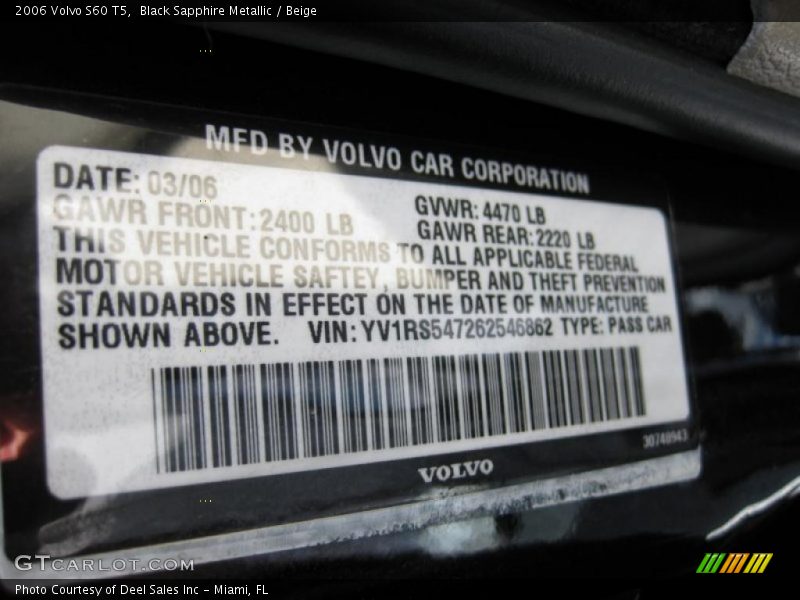 2006 Volvo S60 T5,  Black Sapphire Metallic / Beige
MFD BY VOLVO CAR CORPORATION
DATE: 03/06
GVWR: 4470 LB
GAWR FRONT: 2400 LB
GAWR REAR: 2220 LB
THIS VEHICLE CONFORMS TO ALL APPLICABLE FEDERAL
MOTOR VEHICLE SAFTEY, BUMPER AND THEFT PREVENTION
STANDARDS IN EFFECT ON THE DATE OF MANUFACTURE
SHOWN ABOVE. VIN: YV1RS547262546862 TYPE: PASS CAR
30740943
VOLVO
GTCARLOT.COM
Photo Courtesy of Deel Sales Inc - Miami, FL